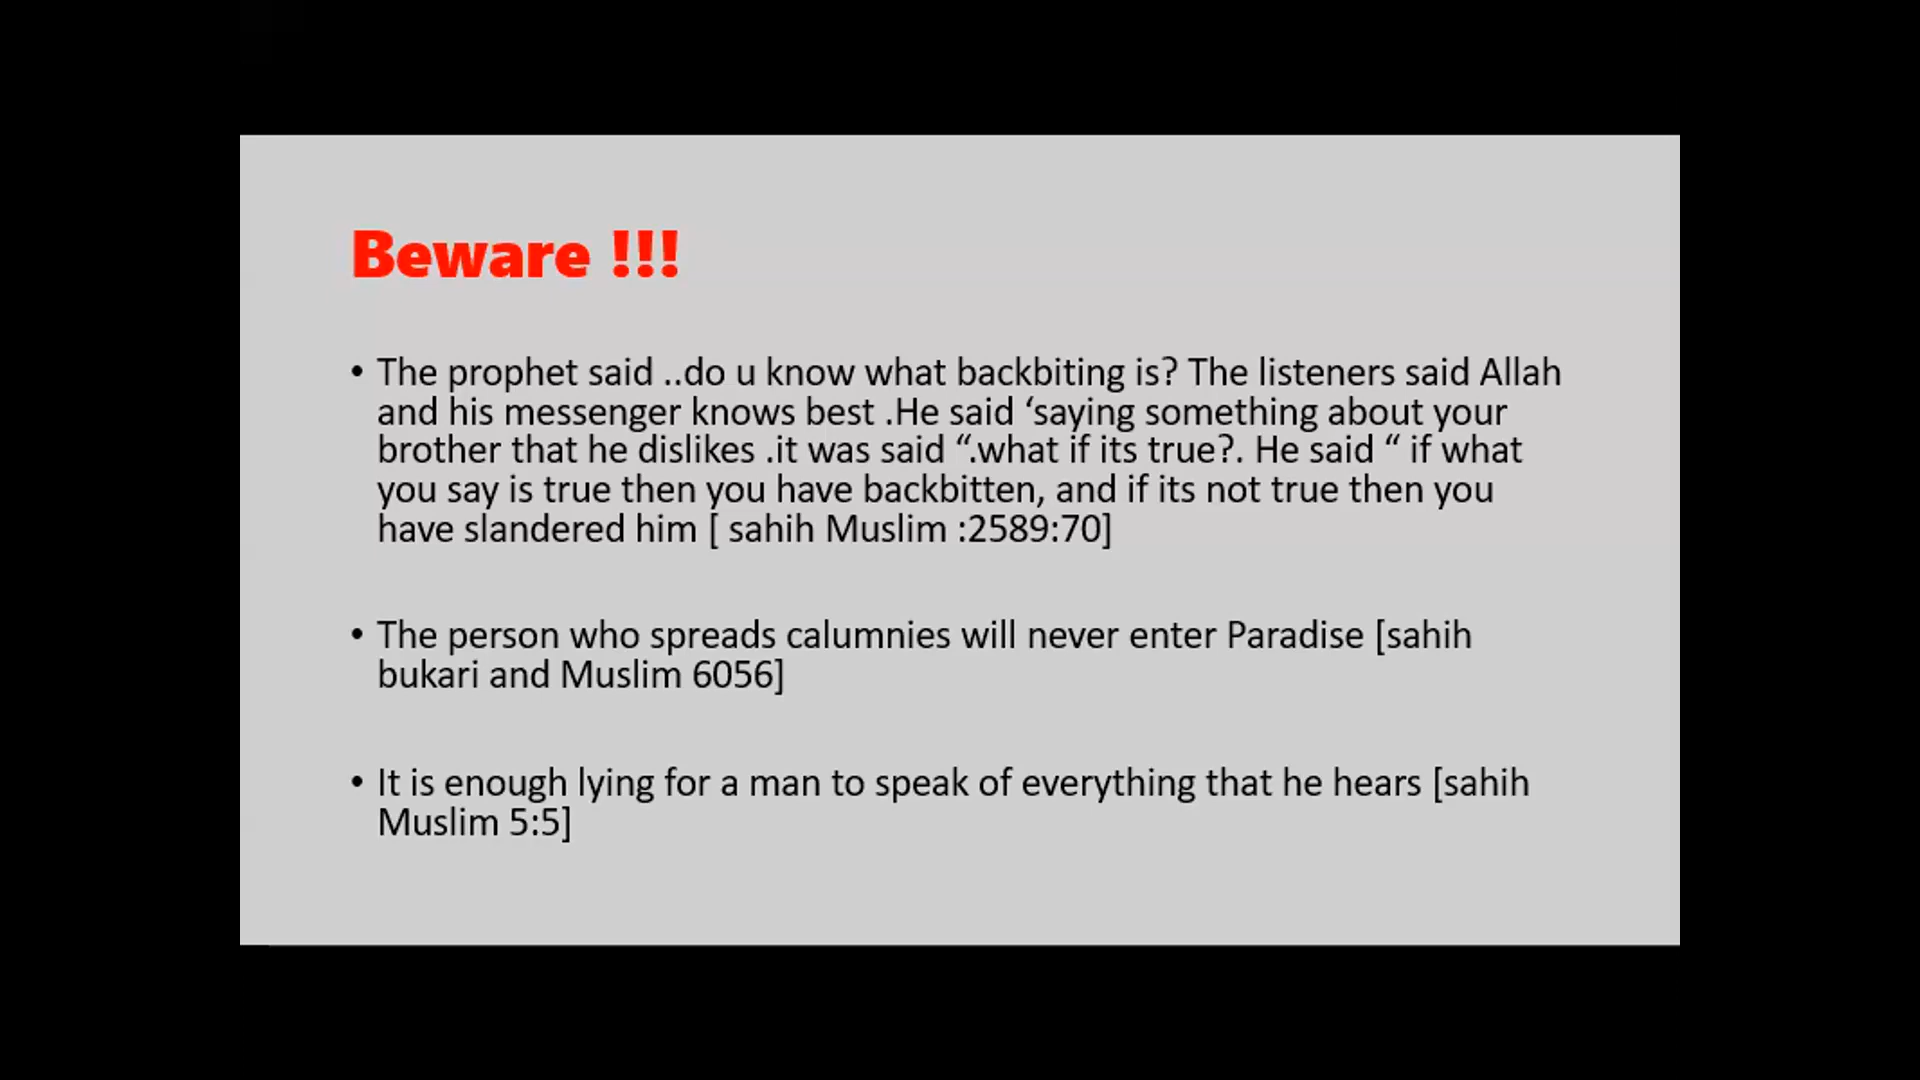 Beware !!!
• The prophet said ..do u know what backbiting is? The listeners said Allah
and his messenger knows best .He said ‘saying something about your
brother that he dislikes .it was said “.what if its true?. He said “ if what
you say is true then you have backbitten, and if its not true then you
have slandered him [ sahih Muslim :2589:70]
• The person who spreads calumnies will never enter Paradise [sahih
bukari and Muslim 6056]
• It is enough lying for a man to speak of everything that he hears [sahih
Muslim 5:5]